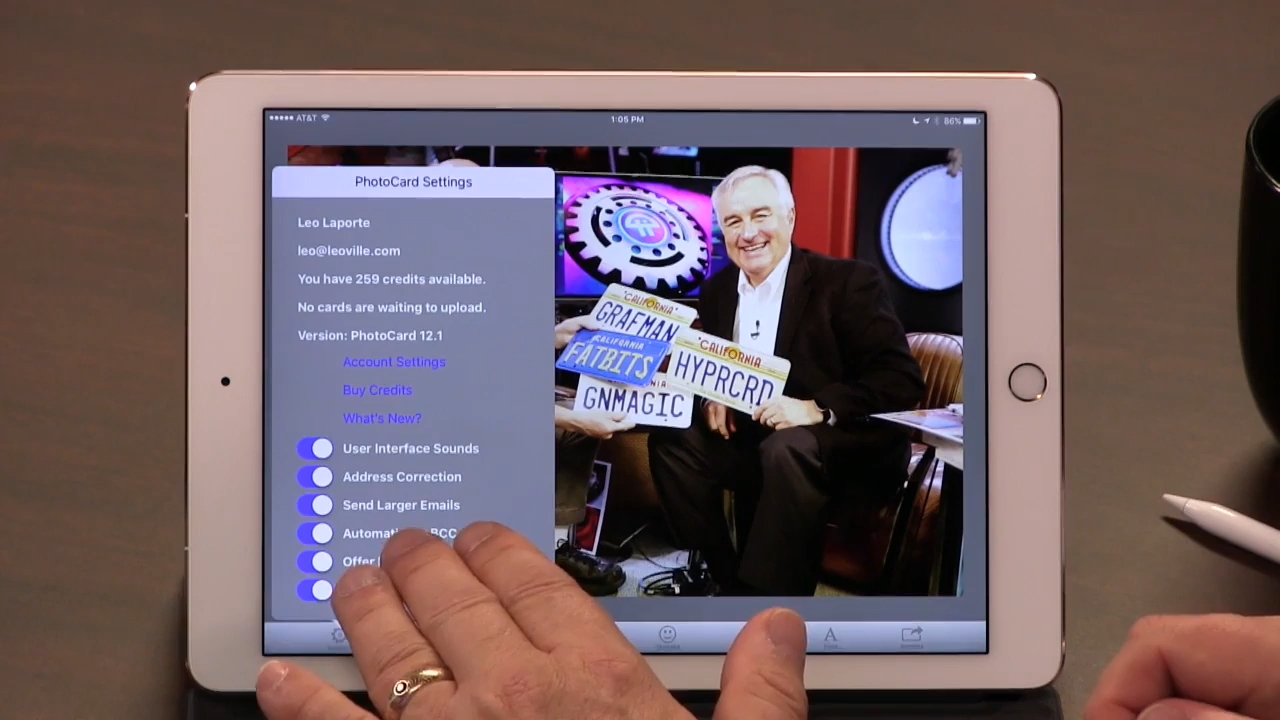 AT&T
1:05 PM
86%
PhotoCard Settings
Leo Laporte
leo@leoville.com
You have 259 credits available.
No cards are waiting to upload.
Version: PhotoCard 12.1
Account Settings
Buy Credits
What's New?
User Interface Sounds
Address Correction
Send Larger Emails
BCC
Offer
CALIFORNIA
GRAFMAN
CALIFORNIA
FATBITS
CALIFORNIA
HYPRCRD
GNMAGIC